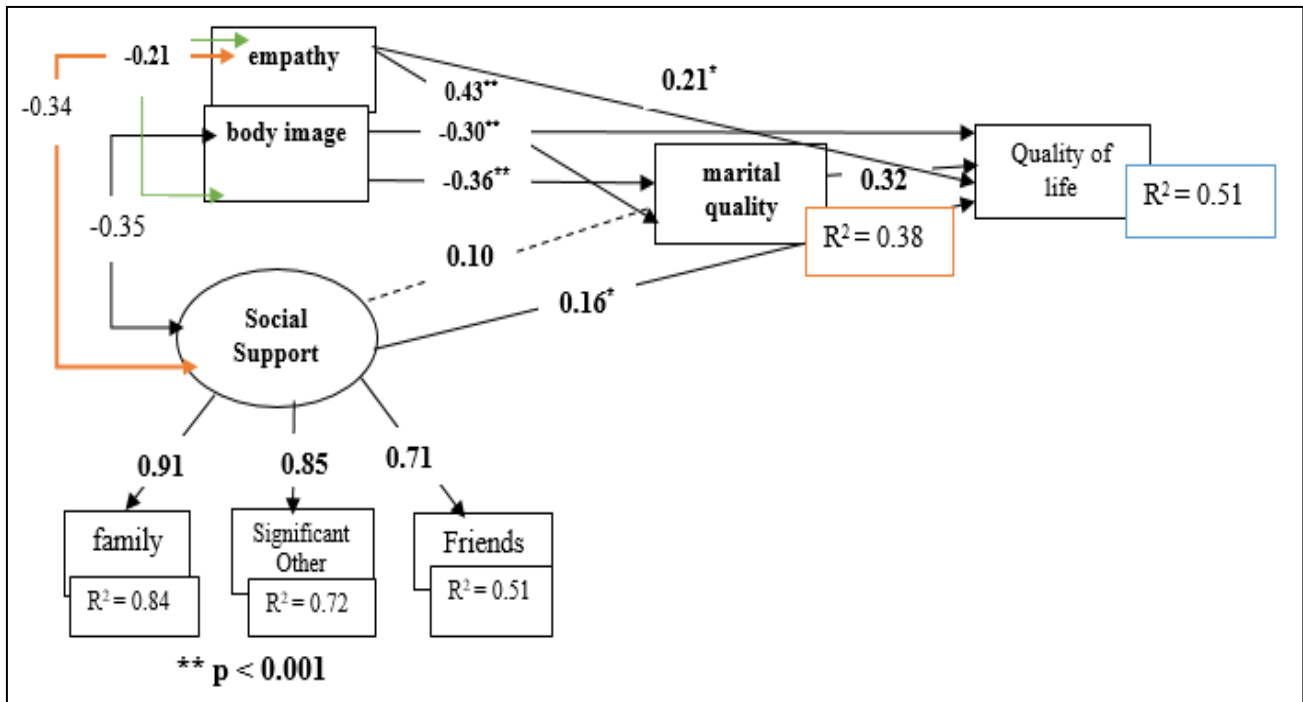 -0.21
empathy
-0.34
0.43**
0.21*
body image
-0.30**
-0.36**
marital
quality
0.32
Quality of
life
R² = 0.51
R² = 0.38
-0.35
0.10
0.16*
Social
Support
0.91
0.85
0.71
family
Significant
Other
Friends
R² = 0.84
R² = 0.72
R² = 0.51
** p < 0.001